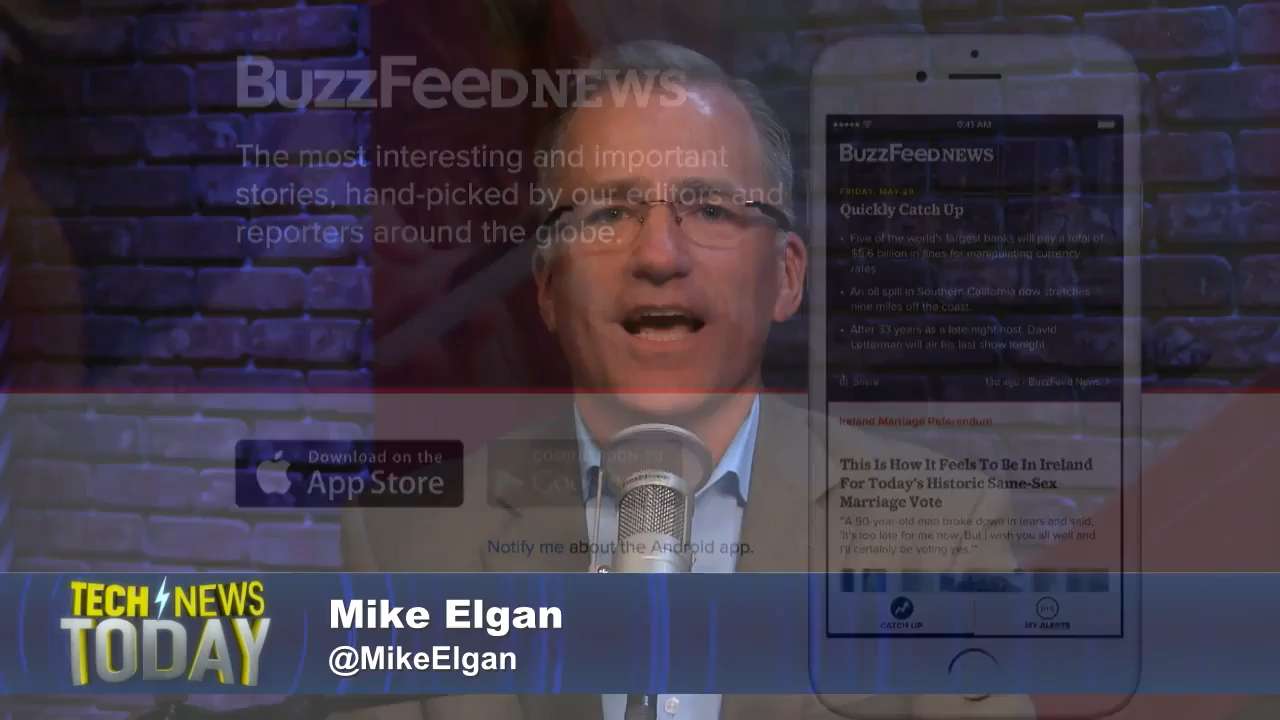 BuzzFeedNEWS
The most interesting and important
stories, hand-picked by our editors and
reporters around the globe.
Download on the
App Store
COMING SOON TO
Notify me about the Android app.
9:41 AM
BuzzFeedNEWS
FRIDAY, MAY 29
Quickly Catch Up
• Five of the world's largest banks will pay a total of
$5.6 billion in fines for manipulating currency
rates.
• An oil spill in Southern California now stretches
nine miles off the coast.
• After 33 years as a late-night host, David
Letterman will air his last show tonight.
Share
11d ago · BuzzFeed News >
Ireland Marriage Referendum
This Is How It Feels To Be In Ireland
For Today's Historic Same-Sex
Marriage Vote
"A 90-year-old man broke down in tears and said,
'It's too late for me now. But I wish you all well and
I'll certainly be voting yes.'"
CATCH UP
MY ALERTS
TECH NEWS
TODAY
Mike Elgan
@MikeElgan